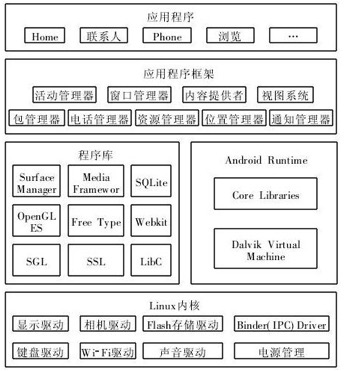 应用程序
Home 联系人 Phone 浏览 …
应用程序框架
活动管理器 窗口管理器 内容提供者 视图系统
包管理器 电话管理器 资源管理器 位置管理器 通知管理器
程序库
Surface Manager
Media Framewor
SQLite
OpenGL ES
Free Type
Webkit
SGL
SSL
LibC
Android Runtime
Core Libraries
Dalvik Virtual
Machine
Linux内核
显示驱动 相机驱动 Flash存储驱动 Binder(IPC)Driver
键盘驱动 Wi-Fi驱动 声音驱动 电源管理